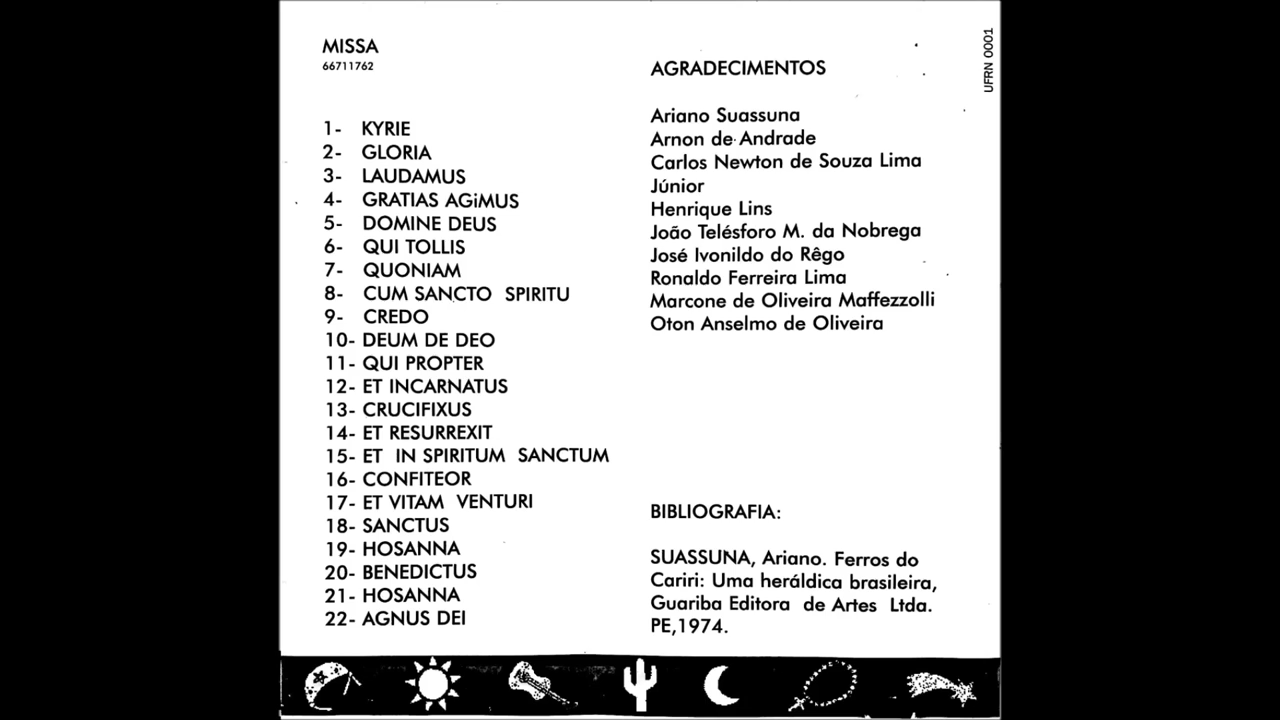 MISSA
66711762
1- KYRIE
2- GLORIA
3- LAUDAMUS
4- GRATIAS AGiMUS
5- DOMINE DEUS
6- QUI TOLLIS
7- QUONIAM
8- CUM SANCTO SPIRITU
9- CREDO
10- DEUM DE DEO
11- QUI PROPTER
12- ET INCARNATUS
13- CRUCIFIXUS
14- ET RESURREXIT
15- ET IN SPIRITUM SANCTUM
16- CONFITEOR
17- ET VITAM VENTURI
18- SANCTUS
19- HOSANNA
20- BENEDICTUS
21- HOSANNA
22- AGNUS DEI
AGRADECIMENTOS
Ariano Suassuna
Arnon de Andrade
Carlos Newton de Souza Lima
Júnior
Henrique Lins
João Telésforo M. da Nobrega
José Ivonildo do Rêgo
Ronaldo Ferreira Lima
Marcone de Oliveira Maffezzolli
Oton Anselmo de Oliveira
BIBLIOGRAFIA:
SUASSUNA, Ariano. Ferros do
Cariri: Uma heráldica brasileira,
Guariba Editora de Artes Ltda.
PE,1974.
UFRN 0001